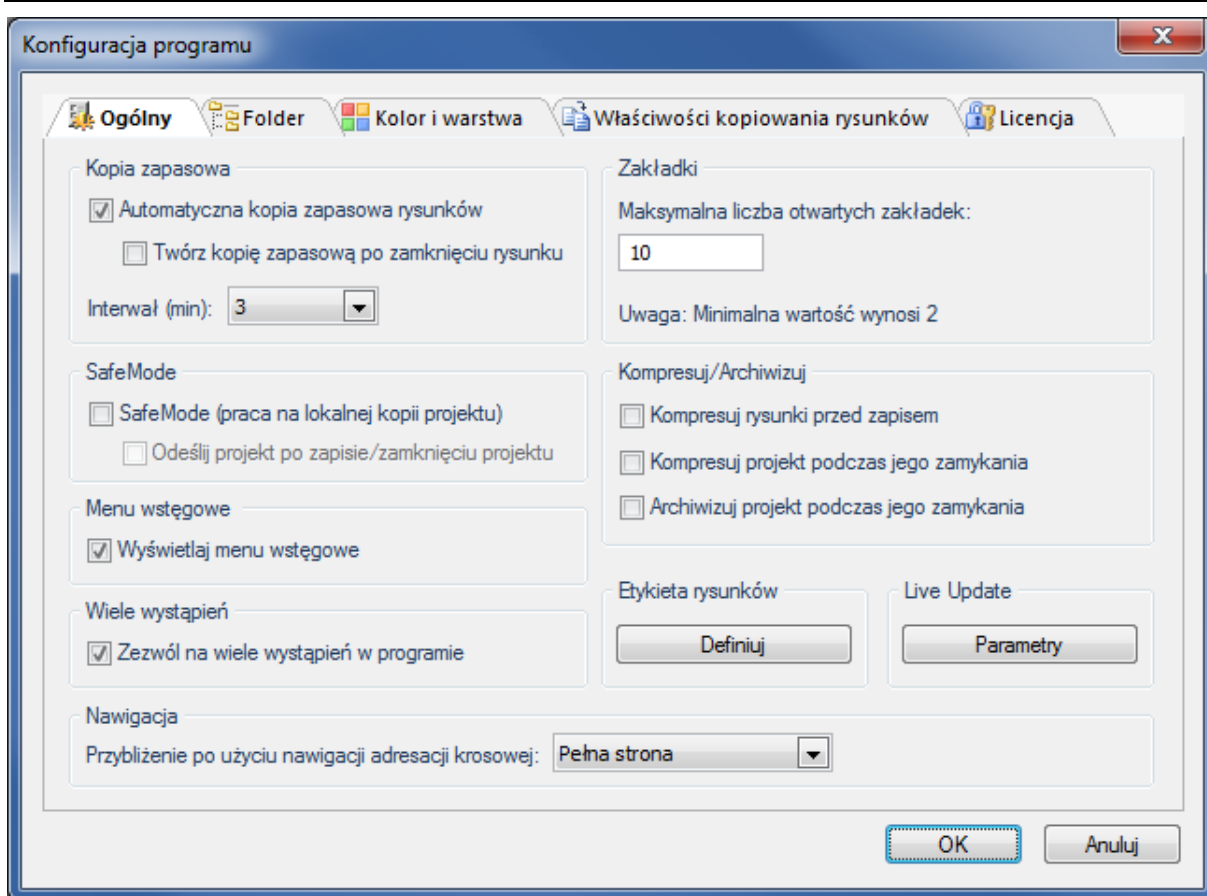 Konfiguracja programu
Ogólny Folder Kolor i warstwa Właściwości kopiowania rysunków Licencja
Kopia zapasowa
Automatyczna kopia zapasowa rysunków
Twórz kopię zapasową po zamknięciu rysunku
Interwał (min): 3
Zakładki
Maksymalna liczba otwartych zakładek:
10
Uwaga: Minimalna wartość wynosi 2
SafeMode
SafeMode (praca na lokalnej kopii projektu)
Odeślij projekt po zapisie/zamknięciu projektu
Kompresuj/Archiwizuj
Kompresuj rysunki przed zapisem
Kompresuj projekt podczas jego zamykania
Archiwizuj projekt podczas jego zamykania
Menu wstęgowe
Wyświetlaj menu wstęgowe
Wiele wystąpień
Zezwól na wiele wystąpień w programie
Etykieta rysunków
Definiuj
Live Update
Parametry
Nawigacja
Przybliżenie po użyciu nawigacji adresacji krosowej: Pełna strona
OK Anuluj